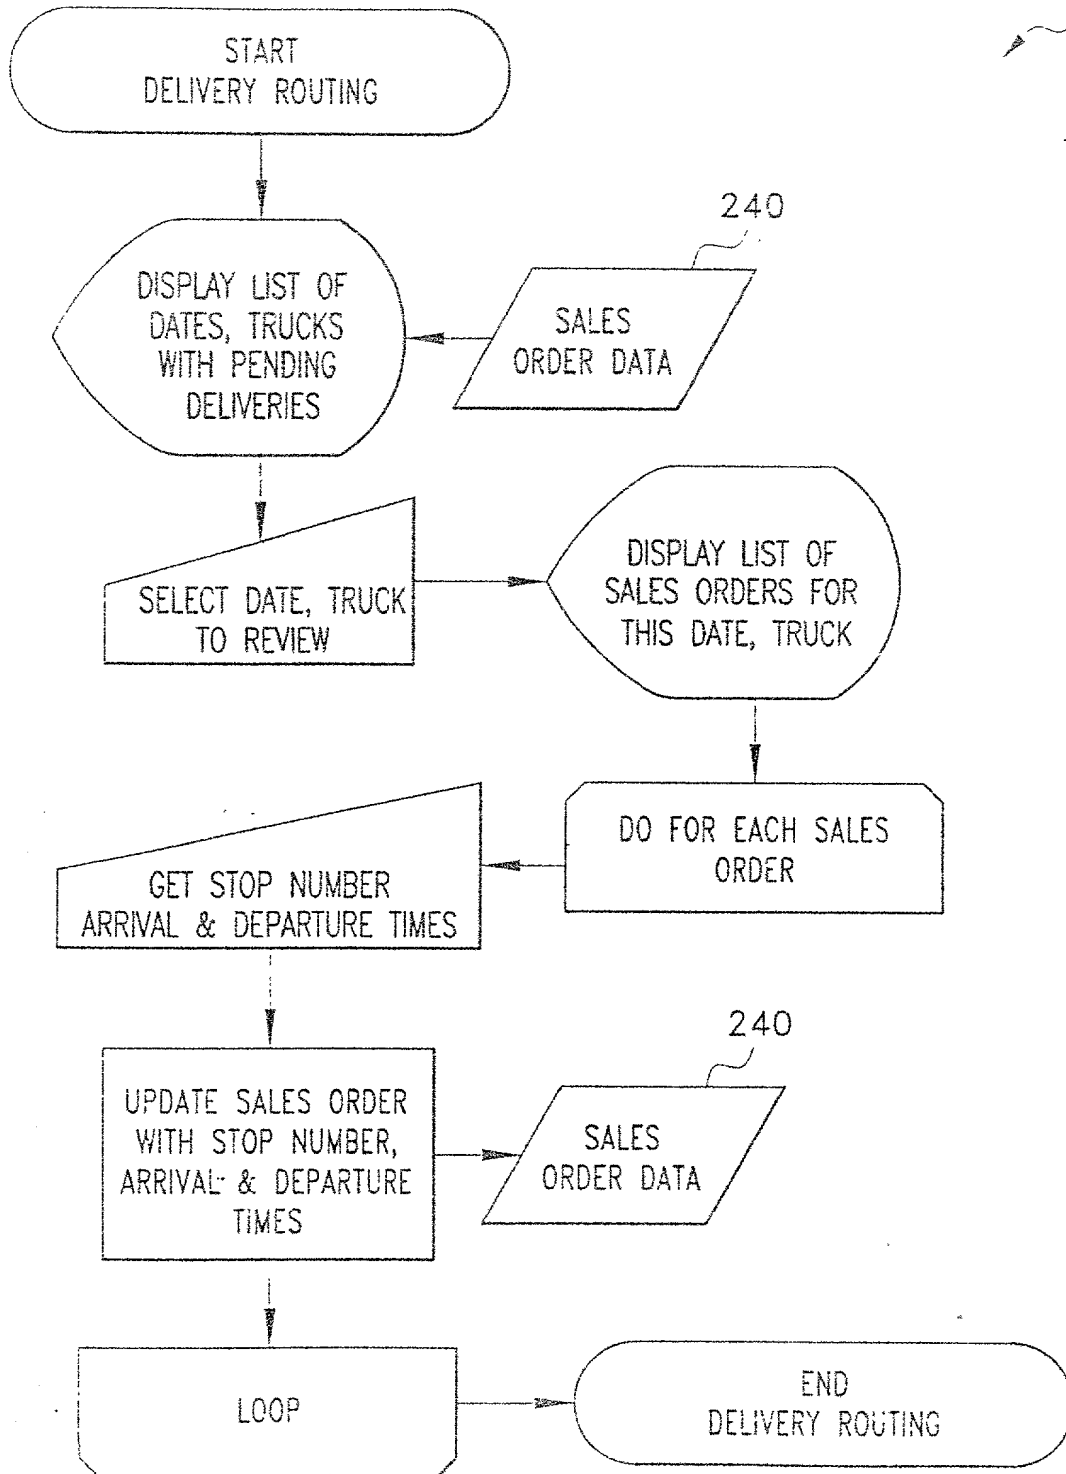 START
DELIVERY ROUTING
240
DISPLAY LIST OF
DATES, TRUCKS
WITH PENDING
DELIVERIES
SALES
ORDER DATA
SELECT DATE, TRUCK
TO REVIEW
DISPLAY LIST OF
SALES ORDERS FOR
THIS DATE, TRUCK
DO FOR EACH SALES
ORDER
GET STOP NUMBER
ARRIVAL & DEPARTURE TIMES
240
UPDATE SALES ORDER
WITH STOP NUMBER,
ARRIVAL & DEPARTURE
TIMES
SALES
ORDER DATA
LOOP
END
DELIVERY ROUTING